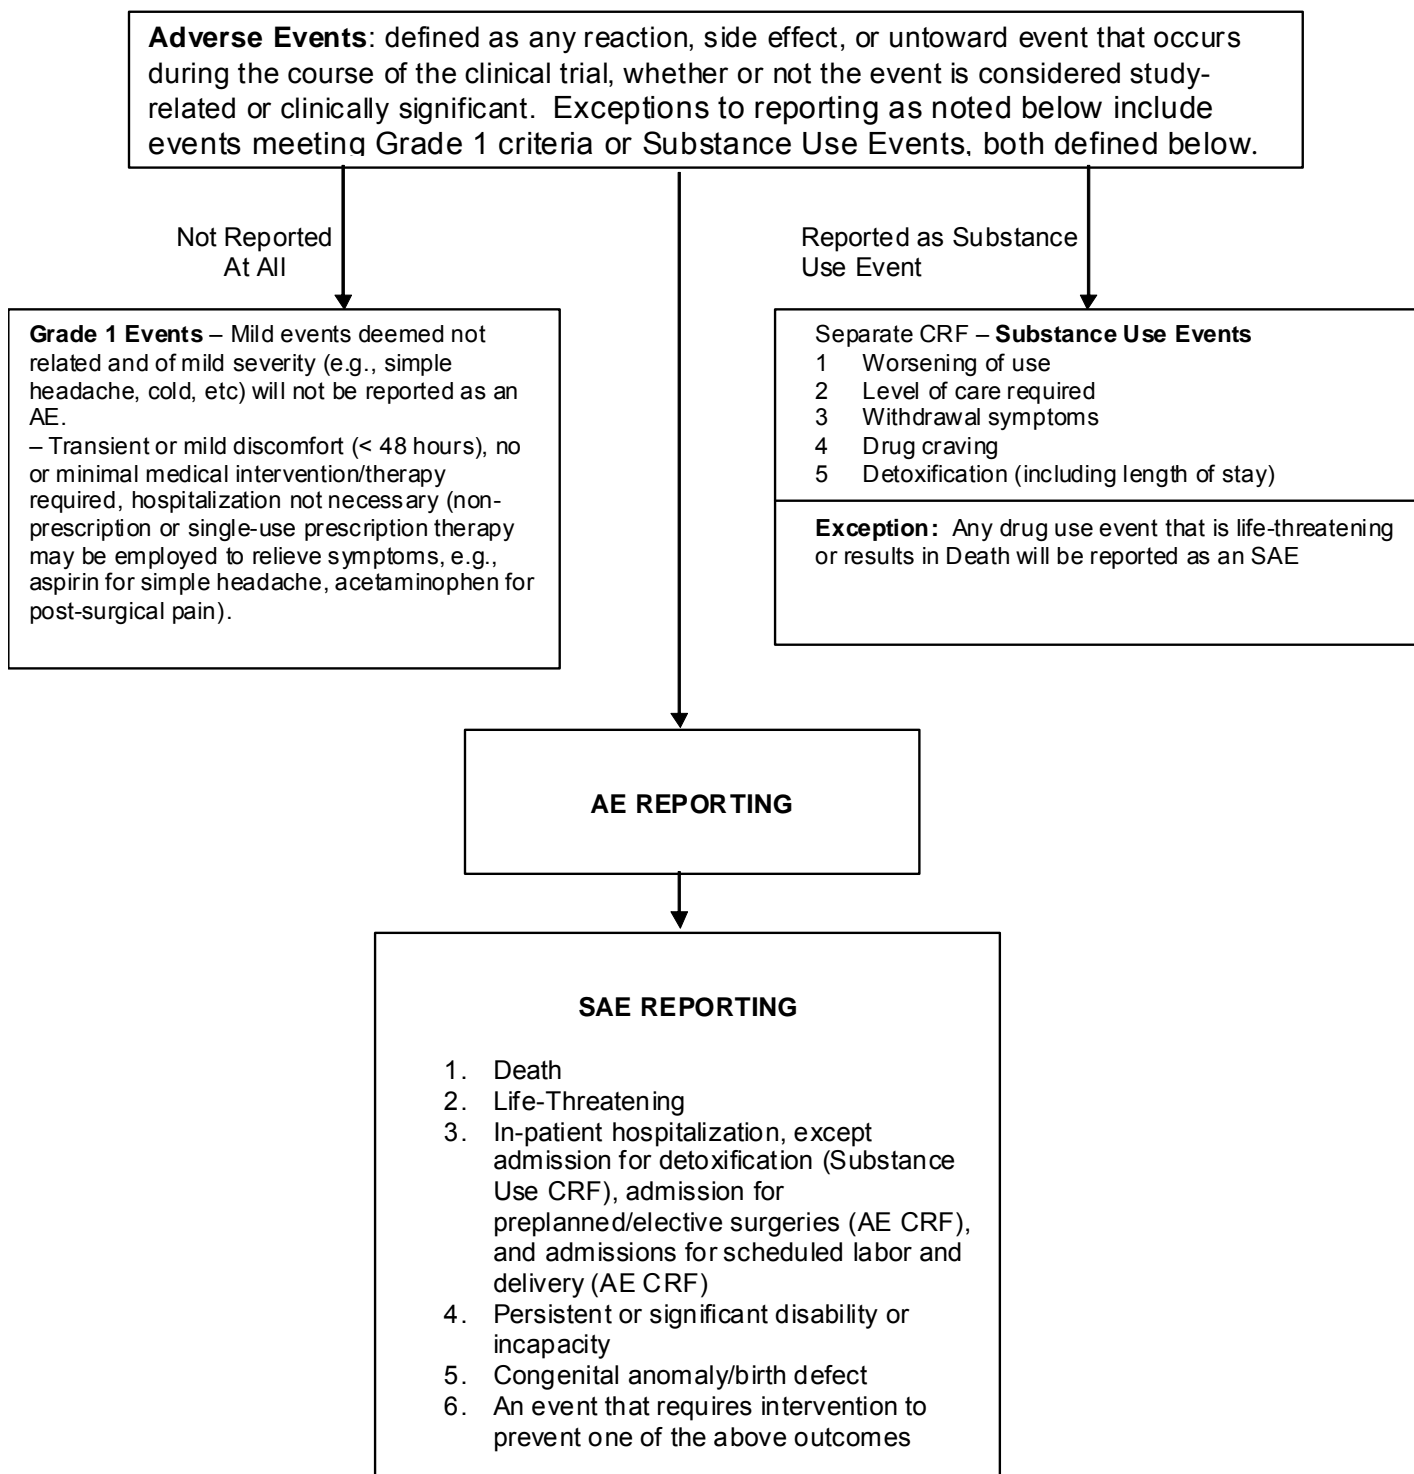 Adverse Events: defined as any reaction, side effect, or untoward event that occurs
during the course of the clinical trial, whether or not the event is considered study-
related or clinically significant. Exceptions to reporting as noted below include
events meeting Grade 1 criteria or Substance Use Events, both defined below.
Not Reported
At All
Reported as Substance
Use Event
Grade 1 Events – Mild events deemed not
related and of mild severity (e.g., simple
headache, cold, etc) will not be reported as an
AE.
– Transient or mild discomfort (< 48 hours), no
or minimal medical intervention/therapy
required, hospitalization not necessary (non-
prescription or single-use prescription therapy
may be employed to relieve symptoms, e.g.,
aspirin for simple headache, acetaminophen for
post-surgical pain).
Separate CRF – Substance Use Events
1 Worsening of use
2 Level of care required
3 Withdrawal symptoms
4 Drug craving
5 Detoxification (including length of stay)
Exception: Any drug use event that is life-threatening
or results in Death will be reported as an SAE
AE REPORTING
SAE REPORTING
1. Death
2. Life-Threatening
3. In-patient hospitalization, except
admission for detoxification (Substance
Use CRF), admission for
preplanned/elective surgeries (AE CRF),
and admissions for scheduled labor and
delivery (AE CRF)
4. Persistent or significant disability or
incapacity
5. Congenital anomaly/birth defect
6. An event that requires intervention to
prevent one of the above outcomes